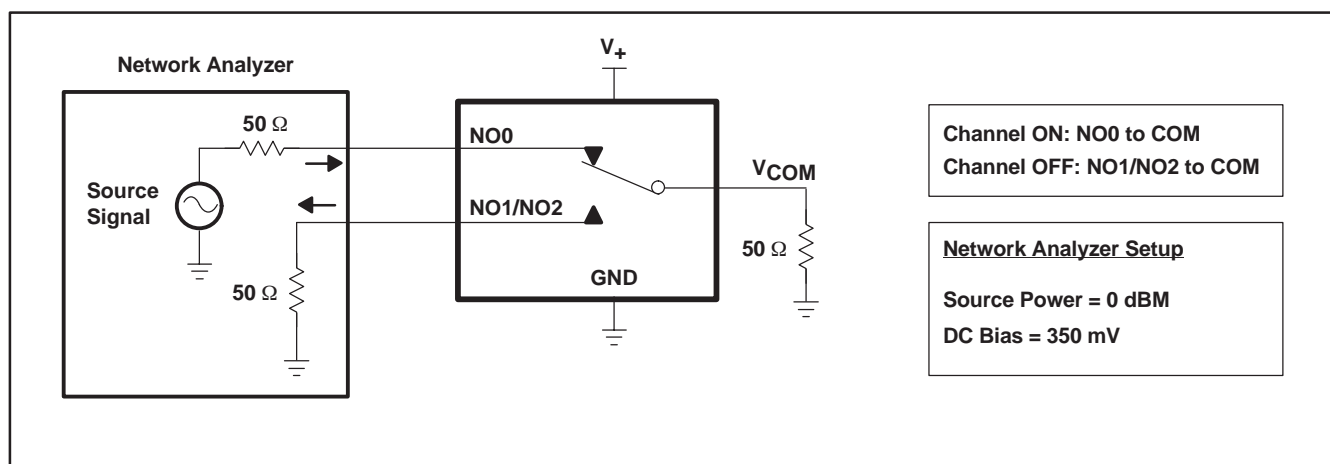 V+
Network Analyzer
50 Ω
NO0
Source
Signal
NO1/NO2
50 Ω
GND
VCOM
50 Ω
Channel ON: NO0 to COM
Channel OFF: NO1/NO2 to COM
Network Analyzer Setup
Source Power = 0 dBM
DC Bias = 350 mV